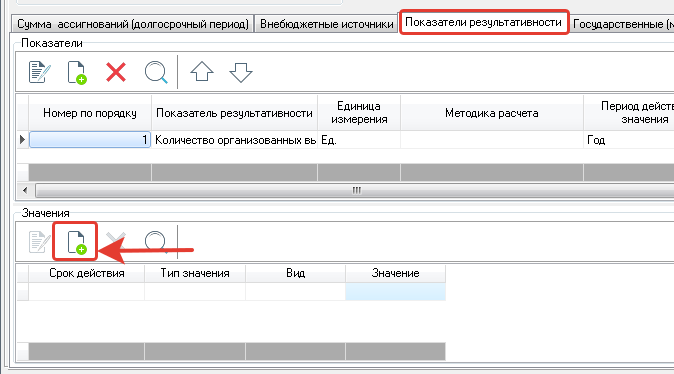 Сумма ассигнований (долгосрочный период)
Внебюджетные источники
Показатели результативности
Государственные (м
Показатели
Номер по порядку
Показатель результативности
Единица
измерения
Методика расчета
Период действ
значения
1
Количество организованных вы
Ед.
Год
Значения
Срок действия
Тип значения
Вид
Значение